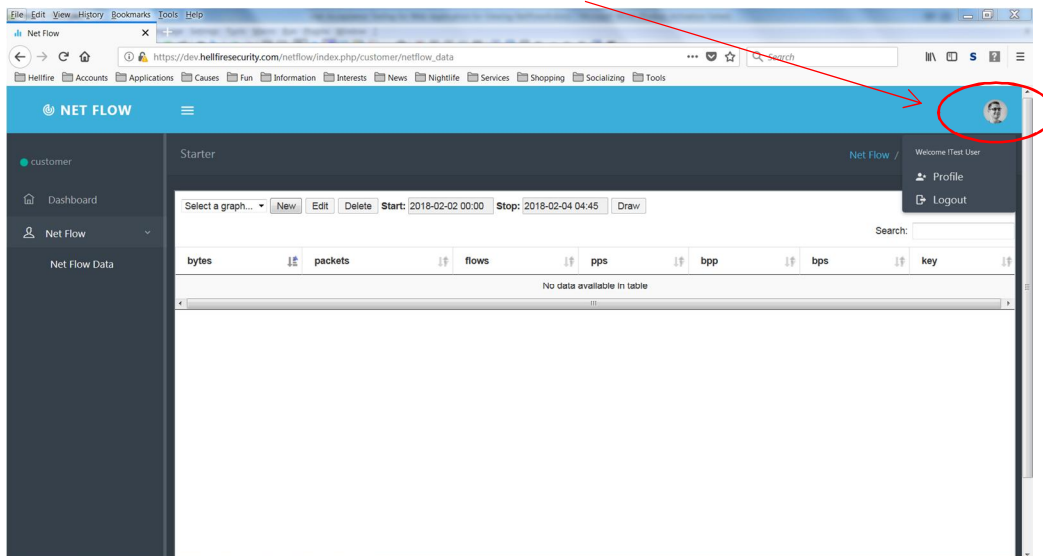 File Edit View History Bookmarks Tools Help
Net Flow
https://dev.hellfiresecurity.com/netflow/index.php/customer/netflow_data
Search
Hellfire Accounts Applications Causes Fun Information Interests News Nightlife Services Shopping Socializing Tools
NET FLOW
customer
Starter
Net Flow /
Welcome !Test User
Profile
Logout
Dashboard
Net Flow
Net Flow Data
Select a graph... New Edit Delete Start: 2018-02-02 00:00 Stop: 2018-02-04 04:45 Draw
Search:
bytes packets flows pps bpp bps key
No data available in table